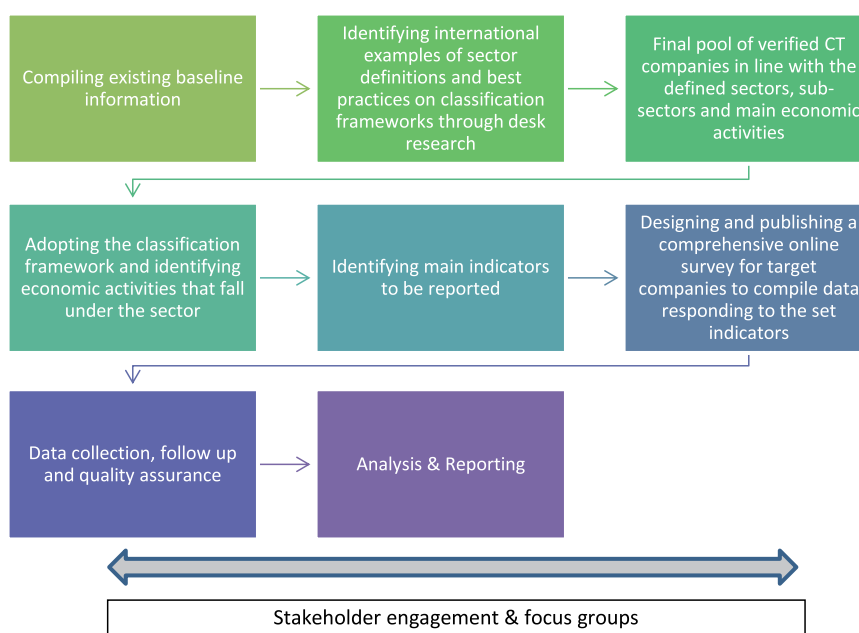 Compiling existing baseline
information
Identifying international
examples of sector
definitions and best
practices on classification
frameworks through desk
research
Final pool of verified CT
companies in line with the
defined sectors, sub-
sectors and main economic
activities
Adopting the classification
framework and identifying
economic activities that fall
under the sector
Identifying main indicators
to be reported
Designing and publishing a
comprehensive online
survey for target
companies to compile data
responding to the set
indicators
Data collection, follow up
and quality assurance
Analysis & Reporting
Stakeholder engagement & focus groups